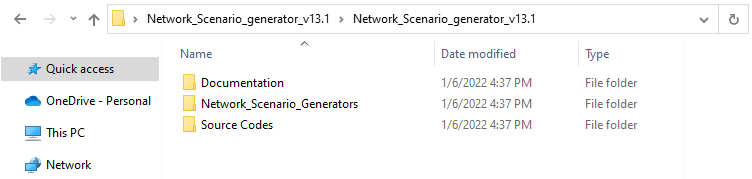 Network_Scenario_generator_v13.1 > Network_Scenario_generator_v13.1
Name Date modified Type
Quick access
OneDrive - Personal
This PC
Network
Documentation 1/6/2022 4:37 PM File folder
Network_Scenario_Generators 1/6/2022 4:37 PM File folder
Source Codes 1/6/2022 4:37 PM File folder